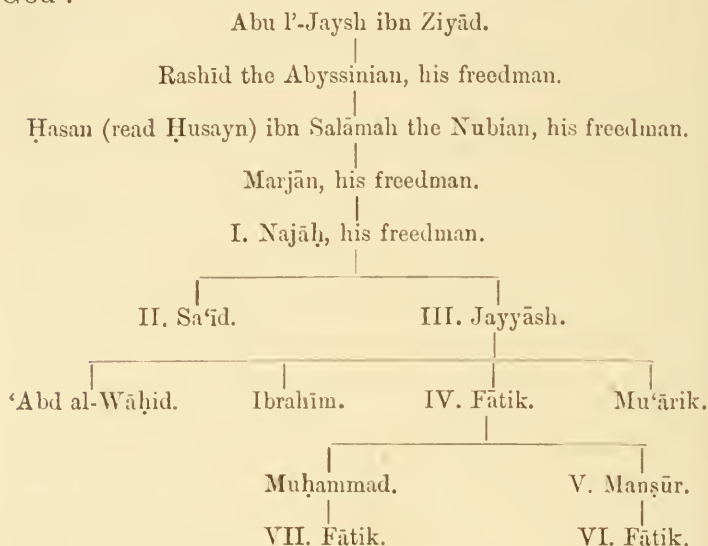 Abu l’-Jaysh ibn Ziyād.
Rashīd the Abyssinian, his freedman.
Ḥasan (read Ḥusayn) ibn Salāmah the Nubian, his freedman.
Marjān, his freedman.
I. Najāḥ, his freedman.
II. Sa‘īd. III. Jayyāsh.
‘Abd al-Wāḥid. Ibrahīm. IV. Fātik. Mu‘ārik.
Muḥammad. V. Manṣūr.
VII. Fātik. VI. Fātik.